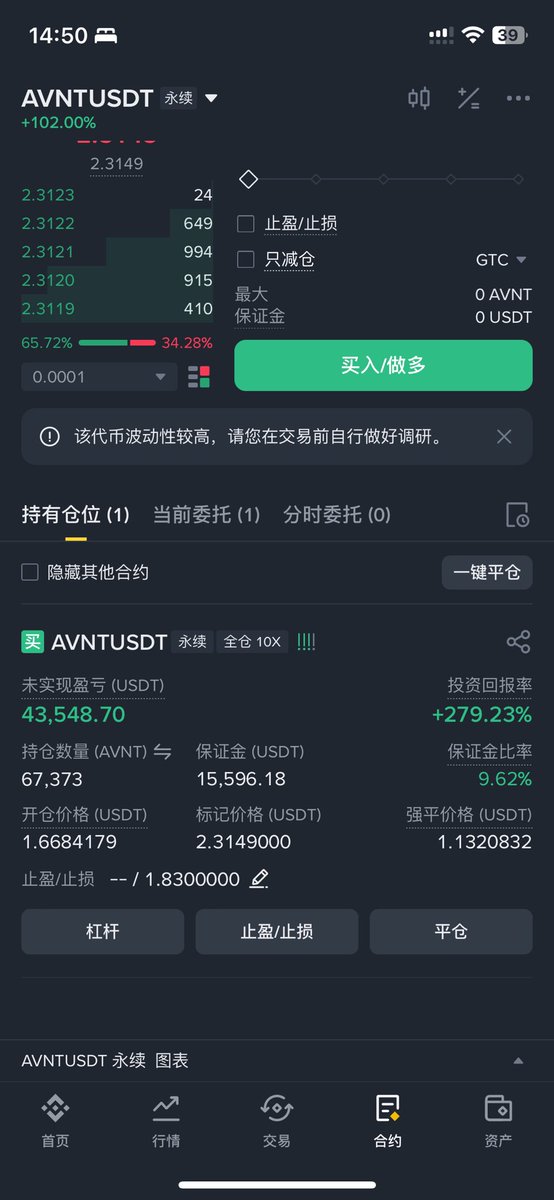 14:50
39
AVNTUSDT 永续
+102.00%
2.3149
2.3123 24
2.3122 649
2.3121 994
2.3120 915
2.3119 410
65.72% 34.28%
0.0001
止盈/止损
只减仓 GTC
最大 0 AVNT
保证金 0 USDT
买入/做多
该代币波动性较高，请您在交易前自行做好调研。
持有仓位 (1) 当前委托 (1) 分时委托 (0)
隐藏其他合约 一键平仓
买 AVNTUSDT 永续 全仓 10X !!!!
未实现盈亏 (USDT) 投资回报率
43,548.70 +279.23%
持仓数量 (AVNT) 保证金 (USDT) 保证金比率
67,373 15,596.18 9.62%
开仓价格 (USDT) 标记价格 (USDT) 强平价格 (USDT)
1.6684179 2.3149000 1.1320832
止盈/止损 -- / 1.8300000
杠杆 止盈/止损 平仓
AVNTUSDT 永续 图表
首页 行情 交易 合约 资产